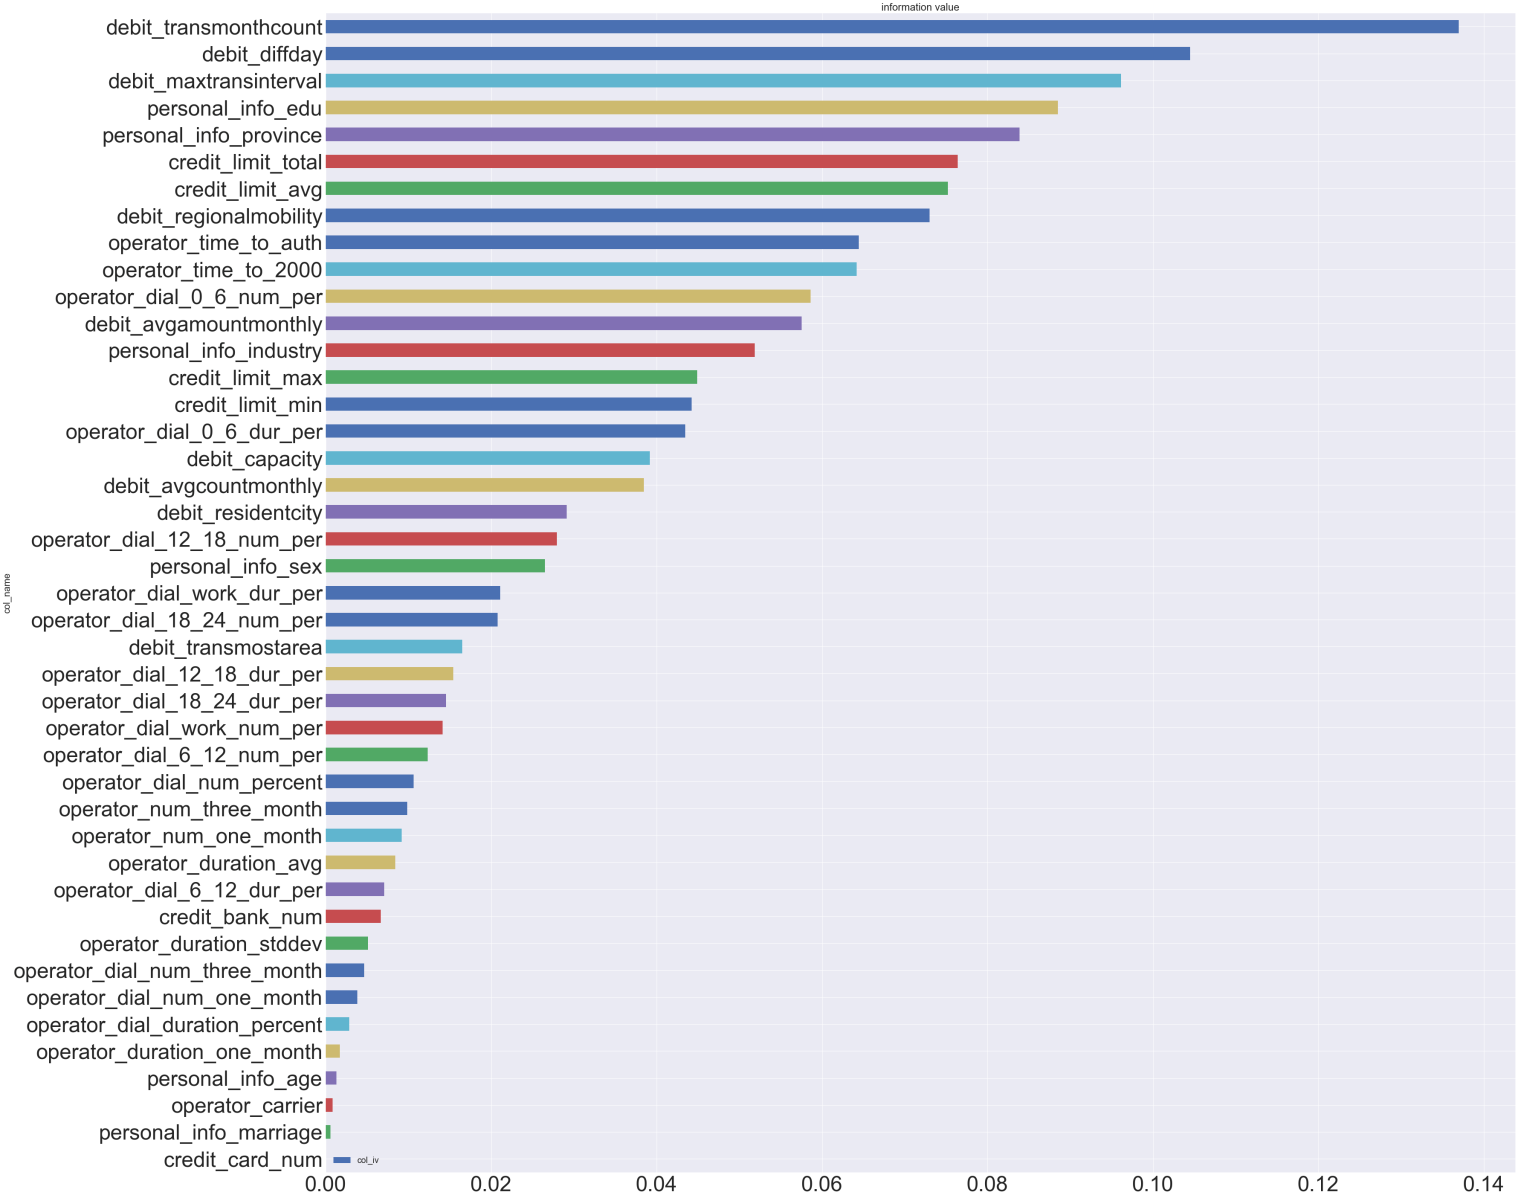 information value
debit_transmonthcount
debit_diffday
debit_maxtransinterval
personal_info_edu
personal_info_province
credit_limit_total
credit_limit_avg
debit_regionalmobility
operator_time_to_auth
operator_time_to_2000
operator_dial_0_6_num_per
debit_avgamountmonthly
personal_info_industry
credit_limit_max
credit_limit_min
operator_dial_0_6_dur_per
debit_capacity
debit_avgcountmonthly
debit_residentcity
operator_dial_12_18_num_per
personal_info_sex
operator_dial_work_dur_per
operator_dial_18_24_num_per
debit_transmostarea
operator_dial_12_18_dur_per
operator_dial_18_24_dur_per
operator_dial_work_num_per
operator_dial_6_12_num_per
operator_dial_num_percent
operator_num_three_month
operator_num_one_month
operator_duration_avg
operator_dial_6_12_dur_per
credit_bank_num
operator_duration_stddev
operator_dial_num_three_month
operator_dial_num_one_month
operator_dial_duration_percent
operator_duration_one_month
personal_info_age
operator_carrier
personal_info_marriage
credit_card_num
col_name
col_iv
0.00 0.02 0.04 0.06 0.08 0.10 0.12 0.14